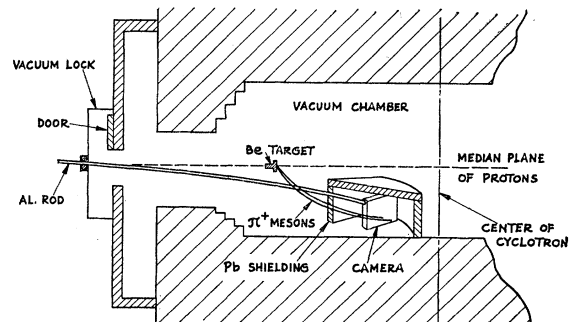 VACUUM LOCK
DOOR
AL. ROD
VACUUM CHAMBER
Be TARGET
MEDIAN PLANE
OF PROTONS
π+ MESONS
Pb SHIELDING
CAMERA
CENTER OF
CYCLOTRON